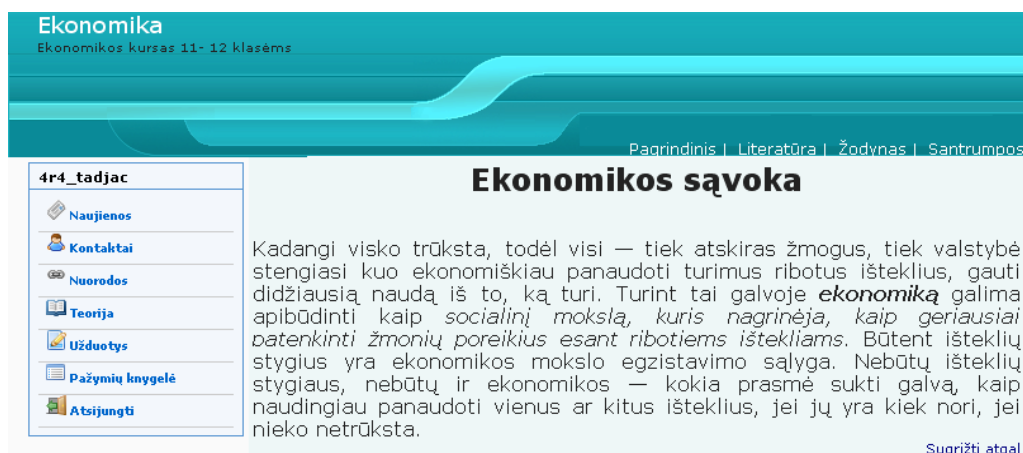 Ekonomika
Ekonomikos kursas 11- 12 klasėms
Pagrindinis | Literatūra | Žodynas | Santrumpos
4r4_tadjac
Naujienos
Kontaktai
Nuorodos
Teorija
Užduotys
Pažymių knygelė
Atsijungti
Ekonomikos sąvoka
Kadangi visko trūksta, todėl visi — tiek atskiras žmogus, tiek valstybė
stengiasi kuo ekonomiškiau panaudoti turimus ribotus išteklius, gauti
didžiausią naudą iš to, ką turi. Turint tai galvoje ekonomiką galima
apibūdinti kaip socialinį mokslą, kuris nagrinėja, kaip geriausiai
patenkinti žmonių poreikius esant ribotiems ištekliams. Būtent išteklių
stygius yra ekonomikos mokslo egzistavimo sąlyga. Nebūtų išteklių
stygiaus, nebūtų ir ekonomikos — kokia prasmė sukti galvą, kaip
naudingiau panaudoti vienus ar kitus išteklius, jei jų yra kiek nori, jei
nieko netrūksta.
Sugrįžti atgal